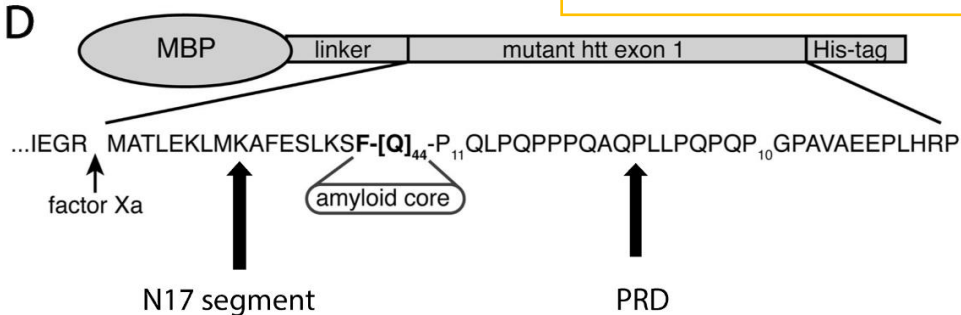 D
MBP linker mutant htt exon 1 His-tag
...IEGR MATLEKLMKAFESLKSF-[Q]44-P11QLPQPPPQAQPLLPQPQP10GPAVAEEPLHRP
factor Xa amyloid core
N17 segment PRD